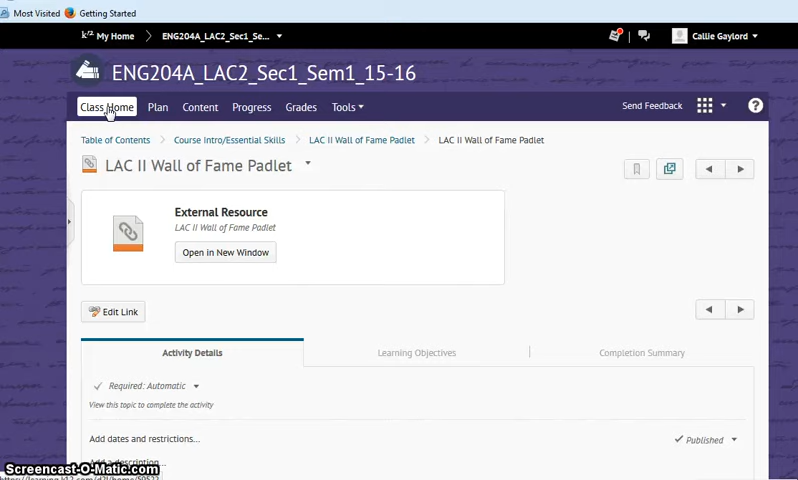 Most Visited Getting Started
k12 My Home ENG204A_LAC2_Sec1_Se... Callie Gaylord
ENG204A_LAC2_Sec1_Sem1_15-16
Class Home Plan Content Progress Grades Tools Send Feedback ?
Table of Contents Course Intro/Essential Skills LAC II Wall of Fame Padlet LAC II Wall of Fame Padlet
LAC II Wall of Fame Padlet
External Resource
LAC II Wall of Fame Padlet
Open in New Window
Edit Link
Activity Details Learning Objectives Completion Summary
Required: Automatic
View this topic to complete the activity
Add dates and restrictions... Published
Add a description...
Screencast-O-Matic.com